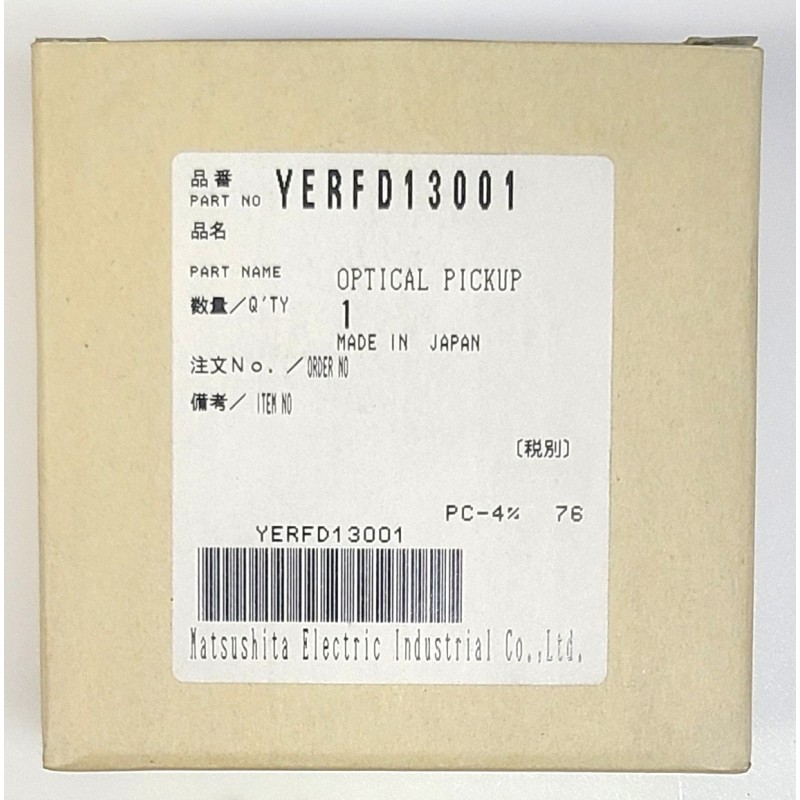 品番
PART NO YERFD13001
品名
PART NAME OPTICAL PICKUP
数量/Q'TY 1
MADE IN JAPAN
注文No./ORDER NO
備考/ ITEM NO
〔税別〕
PC-4% 76
YERFD13001
Matsushita Electric Industrial Co.,Ltd.